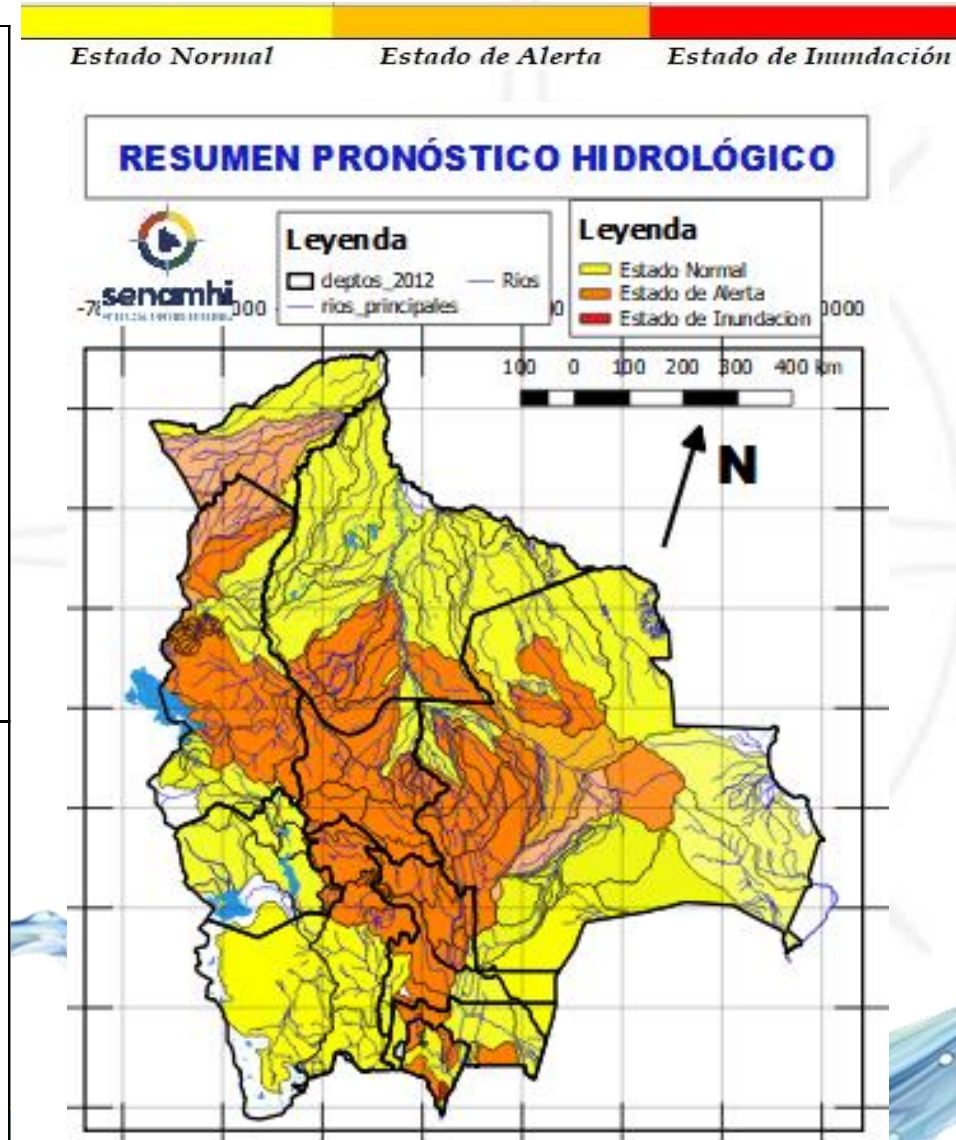 Estado Normal Estado de Alerta Estado de Inundación
RESUMEN PRONÓSTICO HIDROLÓGICO
senamhi
Leyenda
deptos_2012 Rios
rios_principales
Leyenda
Estado Normal
Estado de Alerta
Estado de Inundacion
100 0 100 200 300 400 km
N